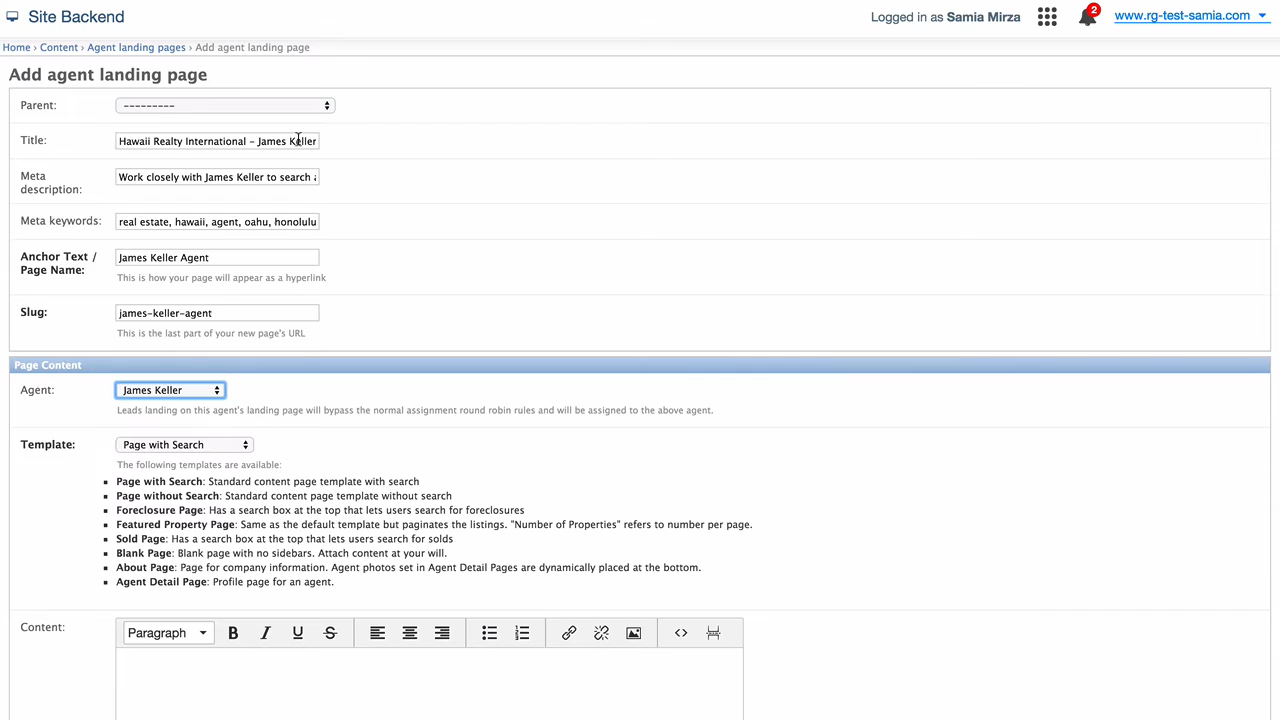 Site Backend
Logged in as Samia Mirza
2
www.rg-test-samia.com
Home › Content › Agent landing pages › Add agent landing page
Add agent landing page
Parent: ---------
Title: Hawaii Realty International - James Keller
Meta description: Work closely with James Keller to search
Meta keywords: real estate, hawaii, agent, oahu, honolulu
Anchor Text / Page Name: James Keller Agent
This is how your page will appear as a hyperlink
Slug: james-keller-agent
This is the last part of your new page's URL
Page Content
Agent: James Keller
Leads landing on this agent's landing page will bypass the normal assignment round robin rules and will be assigned to the above agent.
Template: Page with Search
The following templates are available:
Page with Search: Standard content page template with search
Page without Search: Standard content page template without search
Foreclosure Page: Has a search box at the top that lets users search for foreclosures
Featured Property Page: Same as the default template but paginates the listings. "Number of Properties" refers to number per page.
Sold Page: Has a search box at the top that lets users search for solds
Blank Page: Blank page with no sidebars. Attach content at your will.
About Page: Page for company information. Agent photos set in Agent Detail Pages are dynamically placed at the bottom.
Agent Detail Page: Profile page for an agent.
Content:
Paragraph B I U S